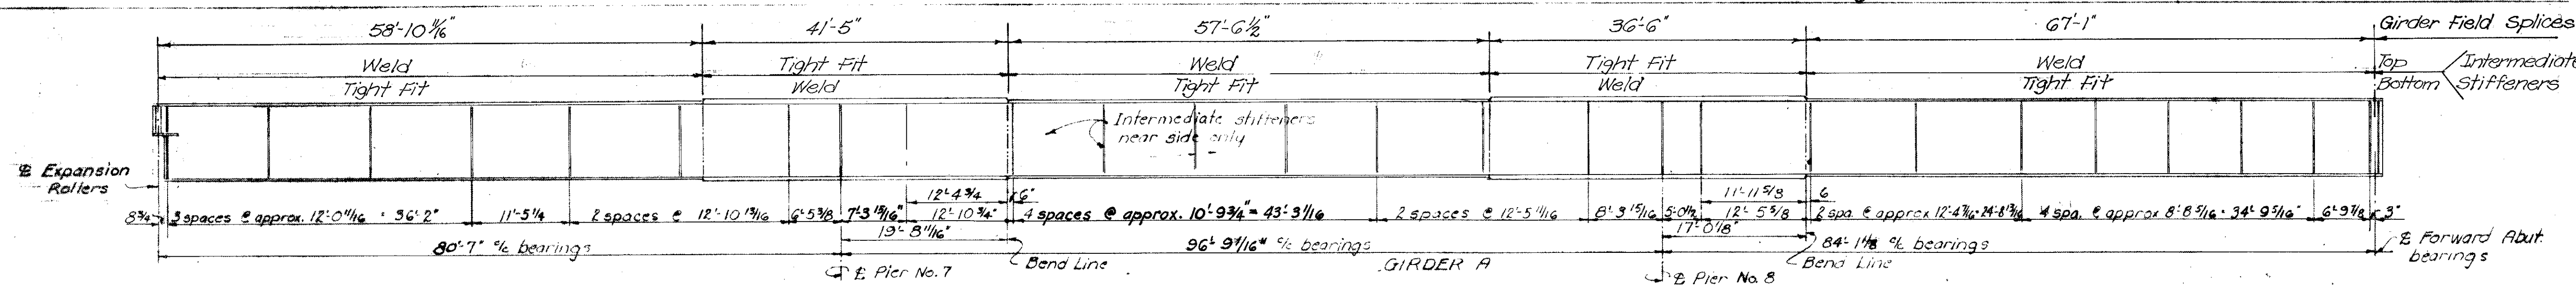 58'-10 11/16" 41'-5" 57'-6 1/2" 36'-6" 67'-1" Girder Field Splices
Weld Tight Fit Weld Tight Fit Weld Top Intermediate
Tight Fit Weld Tight Fit Weld Tight Fit Bottom Stiffeners
Intermediate stiffeners
near side only
℄ Expansion
Rollers
12'-4 3/4 6" 11'-11 5/8 6
8 3/4 3 spaces @ approx. 12'-0 11/16 = 36'-2" 11'-5 1/4 2 spaces @ 12'-10 13/16 6'-5 3/8 7'-3 15/16" 12'-10 3/4" 4 spaces @ approx. 10'-9 3/4" = 43'-3 1/16 2 spaces @ 12'-5 11/16 8'-3 15/16 5'-0 1/2 12'-5 5/8 2 spa. @ approx 12'-4 7/16 = 24'-8 13/16 4 spa. @ approx 8'-8 5/16 = 34'-9 5/16" 6'-9 7/8 3"
19'-8 11/16" 17'-0 1/8"
80'-7" c/c bearings 96'-9 7/16" c/c bearings 84'-1 1/8 c/c bearings
℄ Pier No. 7 Bend Line GIRDER A ℄ Pier No. 8 Bend Line
℄ Forward Abut.
bearings